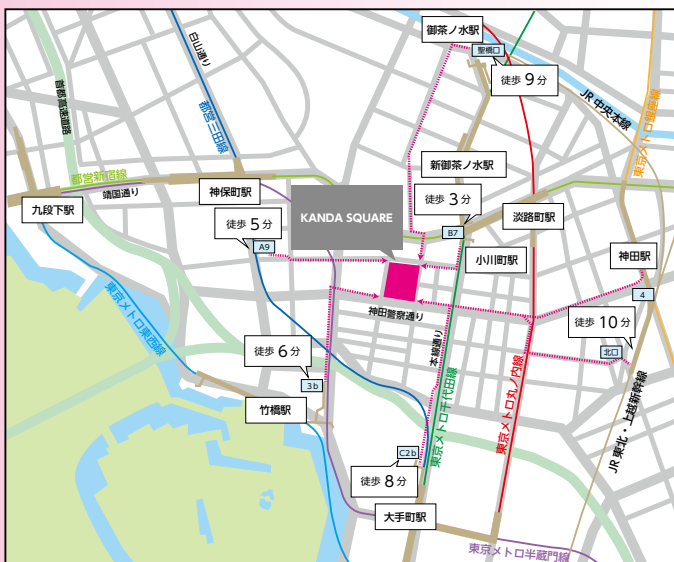 御茶ノ水駅
聖橋口
徒歩 9 分
白山通り
首都高速道路
都営三田線
JR 中央本線
東京メトロ銀座線
新御茶ノ水駅
都営新宿線
靖国通り
神保町駅
九段下駅
徒歩 3 分
淡路町駅
KANDA SQUARE
徒歩 5 分
A9
B7
小川町駅
神田駅
4
東京メトロ東西線
神田警察通り
徒歩 10 分
北口
本郷通り
徒歩 6 分
3b
竹橋駅
東京メトロ千代田線
東京メトロ丸ノ内線
JR 東北・上越新幹線
C2b
徒歩 8 分
大手町駅
東京メトロ半蔵門線